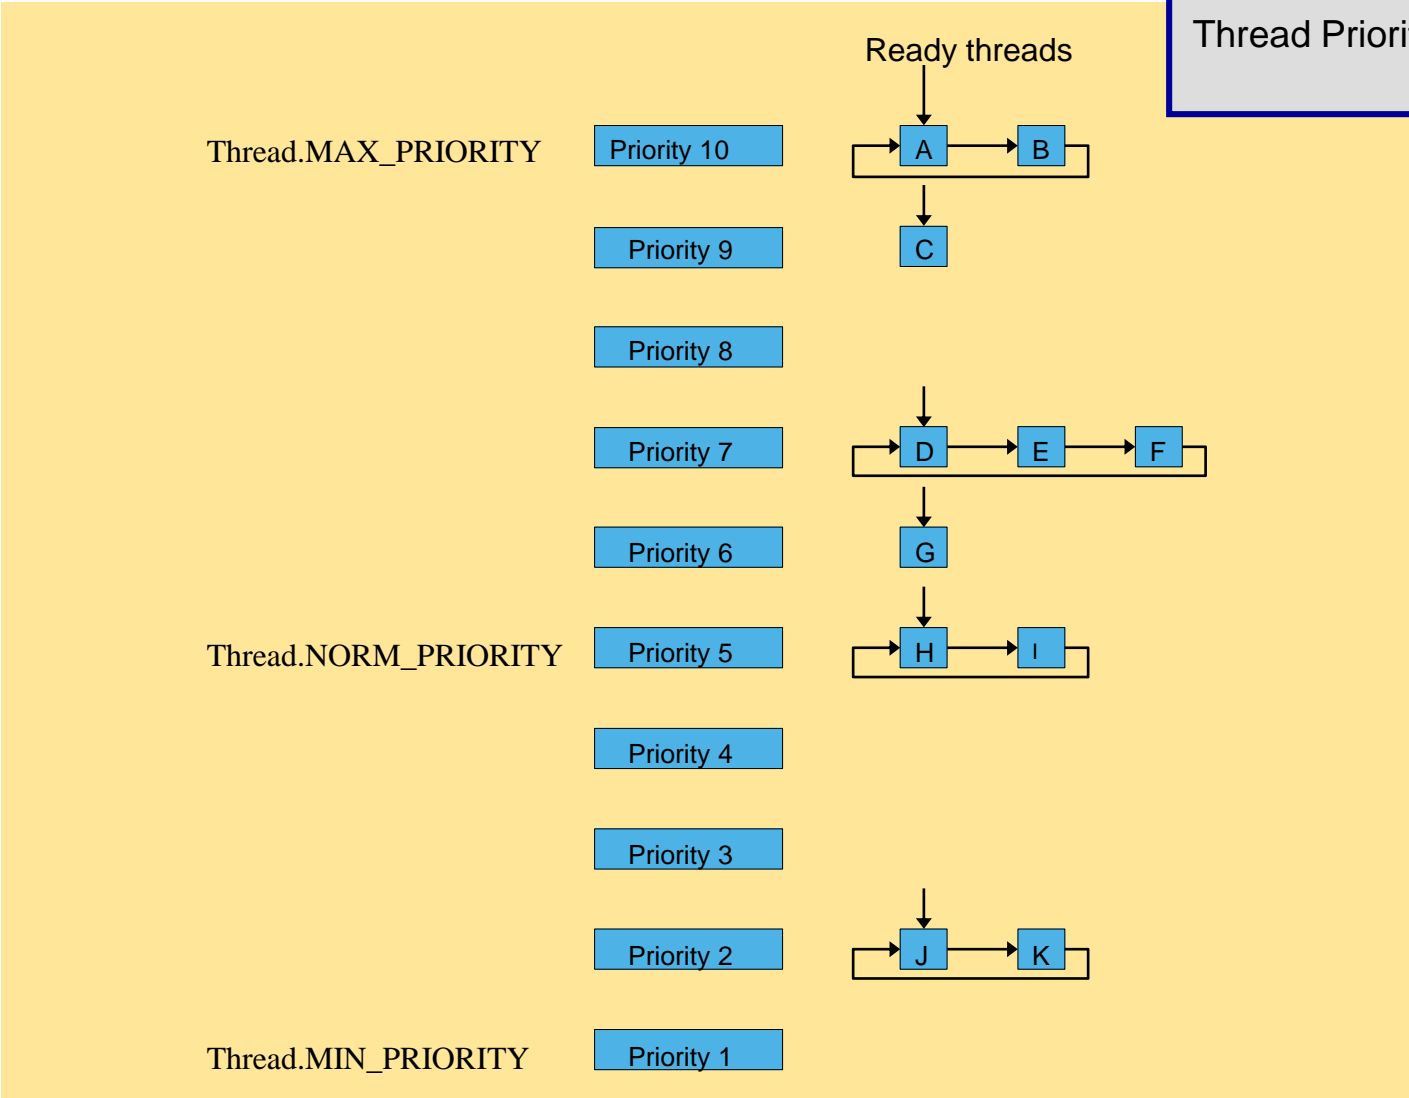 Thread Priori
Ready threads
Thread.MAX_PRIORITY Priority 10 A B
Priority 9 C
Priority 8
Priority 7 D E F
Priority 6 G
Thread.NORM_PRIORITY Priority 5 H I
Priority 4
Priority 3
Priority 2 J K
Thread.MIN_PRIORITY Priority 1